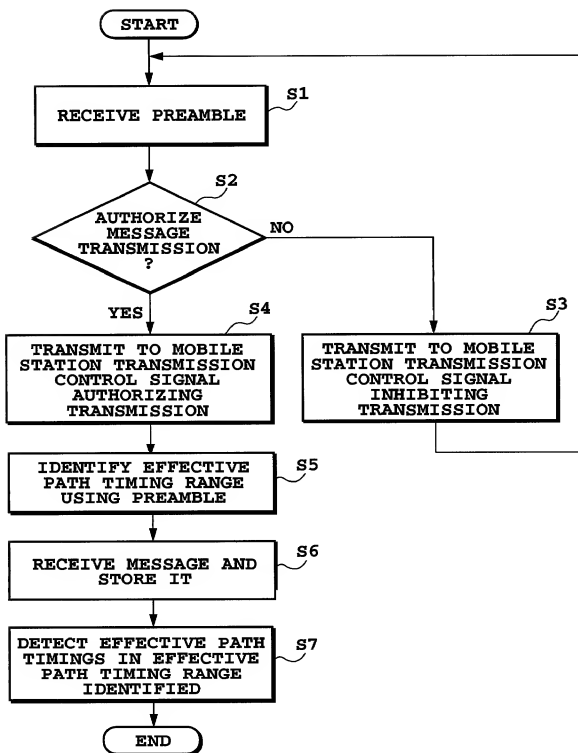 START
S1
RECEIVE PREAMBLE
S2
AUTHORIZE
MESSAGE
TRANSMISSION
?
NO
YES
S4
TRANSMIT TO MOBILE
STATION TRANSMISSION
CONTROL SIGNAL
AUTHORIZING
TRANSMISSION
S3
TRANSMIT TO MOBILE
STATION TRANSMISSION
CONTROL SIGNAL
INHIBITING
TRANSMISSION
S5
IDENTIFY EFFECTIVE
PATH TIMING RANGE
USING PREAMBLE
S6
RECEIVE MESSAGE AND
STORE IT
S7
DETECT EFFECTIVE PATH
TIMINGS IN EFFECTIVE
PATH TIMING RANGE
IDENTIFIED
END